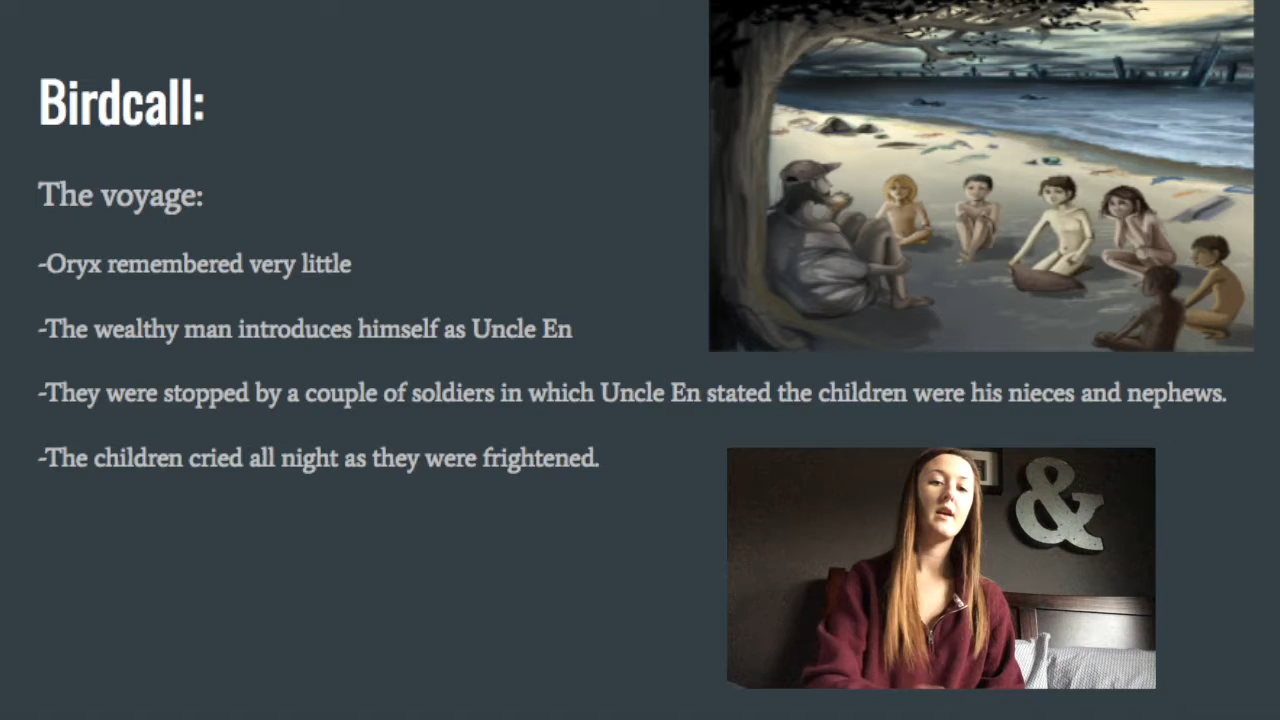 Birdcall:
The voyage:
-Oryx remembered very little
-The wealthy man introduces himself as Uncle En
-They were stopped by a couple of soldiers in which Uncle En stated the children were his nieces and nephews.
-The children cried all night as they were frightened.
&